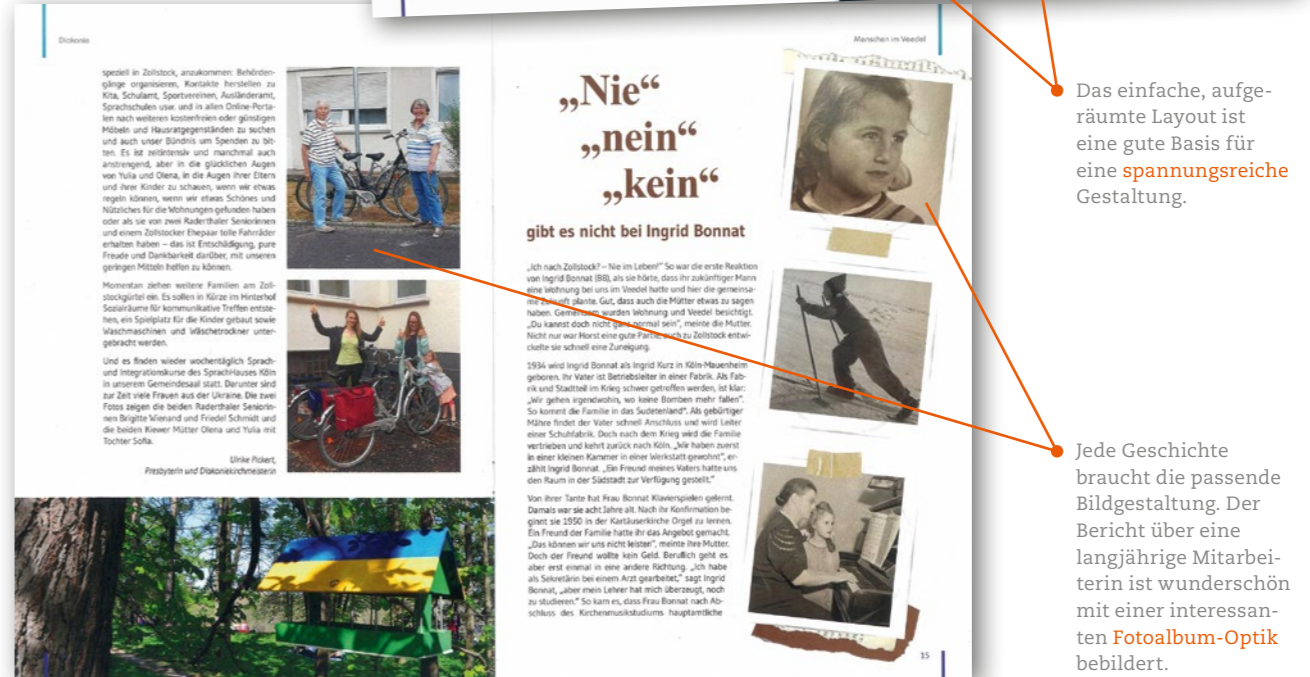 Diakonie
speziell in Zollstock, anzukommen: Behörden-
gänge organisieren, Kontakte herstellen zu
Kita, Schulamt, Sportvereinen, Ausländeramt,
Sprachschulen usw. und in allen Online-Porta-
len nach weiteren kostenfreien oder günstigen
Möbeln und Hausratgegenständen zu suchen
und auch unser Bündnis um Spenden zu bit-
ten. Es ist zeitintensiv und manchmal auch
anstrengend, aber in die glücklichen Augen
von Yulia und Olena, in die Augen ihrer Eltern
und ihrer Kinder zu schauen, wenn wir etwas
regeln können, wenn wir etwas Schönes und
Nützliches für die Wohnungen gefunden haben
oder als sie von zwei Raderthaler Seniorinnen
und einem Zollstocker Ehepaar tolle Fahrräder
erhalten haben – das ist Entschädigung, pure
Freude und Dankbarkeit darüber, mit unseren
geringen Mitteln helfen zu können.
Momentan ziehen weitere Familien am Zoll-
stockgürtel ein. Es sollen in Kürze im Hinterhof
Sozialräume für kommunikative Treffen entste-
hen, ein Spielplatz für die Kinder gebaut sowie
Waschmaschinen und Wäschetrockner unter-
gebracht werden.
Und es finden wieder wochentäglich Sprach-
und Integrationskurse des SprachHauses Köln
in unserem Gemeindesaal statt. Darunter sind
zur Zeit viele Frauen aus der Ukraine. Die zwei
Fotos zeigen die beiden Raderthaler Seniorin-
nen Brigitte Wienand und Friedel Schmidt und
die beiden Kiewer Mütter Olena und Yulia mit
Tochter Sofia.
Ulrike Pickert,
Presbyterin und Diakoniekirchmeisterin
Menschen im Veedel
„Nie“
„nein“
„kein“
gibt es nicht bei Ingrid Bonnat
„Ich nach Zollstock? – Nie im Leben!“ So war die erste Reaktion
von Ingrid Bonnat (88), als sie hörte, dass ihr zukünftiger Mann
eine Wohnung bei uns im Veedel hatte und hier die gemeinsa-
me Zukunft plante. Gut, dass auch die Mütter etwas zu sagen
haben. Gemeinsam wurden Wohnung und Veedel besichtigt.
„Du kannst doch nicht ganz normal sein“, meinte die Mutter.
Nicht nur war Horst eine gute Partie, auch zu Zollstock entwi-
ckelte sie schnell eine Zuneigung.
1934 wird Ingrid Bonnat als Ingrid Kurz in Köln-Mauenheim
geboren. Ihr Vater ist Betriebsleiter in einer Fabrik. Als Fab-
rik und Stadtteil im Krieg schwer getroffen werden, ist klar:
„Wir gehen irgendwohin, wo keine Bomben mehr fallen“.
So kommt die Familie in das Sudetenland“. Als gebürtiger
Mähre findet der Vater schnell Anschluss und wird Leiter
einer Schuhfabrik. Doch nach dem Krieg wird die Familie
vertrieben und kehrt zurück nach Köln. „Wir haben zuerst
in einer kleinen Kammer in einer Werkstatt gewohnt“, er-
zählt Ingrid Bonnat. „Ein Freund meines Vaters hatte uns
den Raum in der Südstadt zur Verfügung gestellt.“
Von ihrer Tante hat Frau Bonnat Klavierspielen gelernt.
Damals war sie acht Jahre alt. Nach ihr Konfirmation be-
ginnt sie 1950 in der Kartäuserkirche Orgel zu lernen.
Ein Freund der Familie hatte ihr das Angebot gemacht.
„Das können wir uns nicht leisten“, meinte ihre Mutter.
Doch der Freund wollte kein Geld. Beruflich geht es
aber erst einmal in eine andere Richtung. „Ich habe
als Sekretärin bei einem Arzt gearbeitet,“ sagt Ingrid
Bonnat, „aber mein Lehrer hat mich überzeugt, noch
zu studieren.“ So kam es, dass Frau Bonnat nach Ab-
schluss des Kirchenmusikstudiums hauptamtliche
15
Das einfache, aufge-
räumte Layout ist
eine gute Basis für
eine spannungsreiche
Gestaltung.
Jede Geschichte
braucht die passende
Bildgestaltung. Der
Bericht über eine
langjährige Mitarbei-
terin ist wunderschön
mit einer interessan-
ten Fotoalbum-Optik
bebildert.